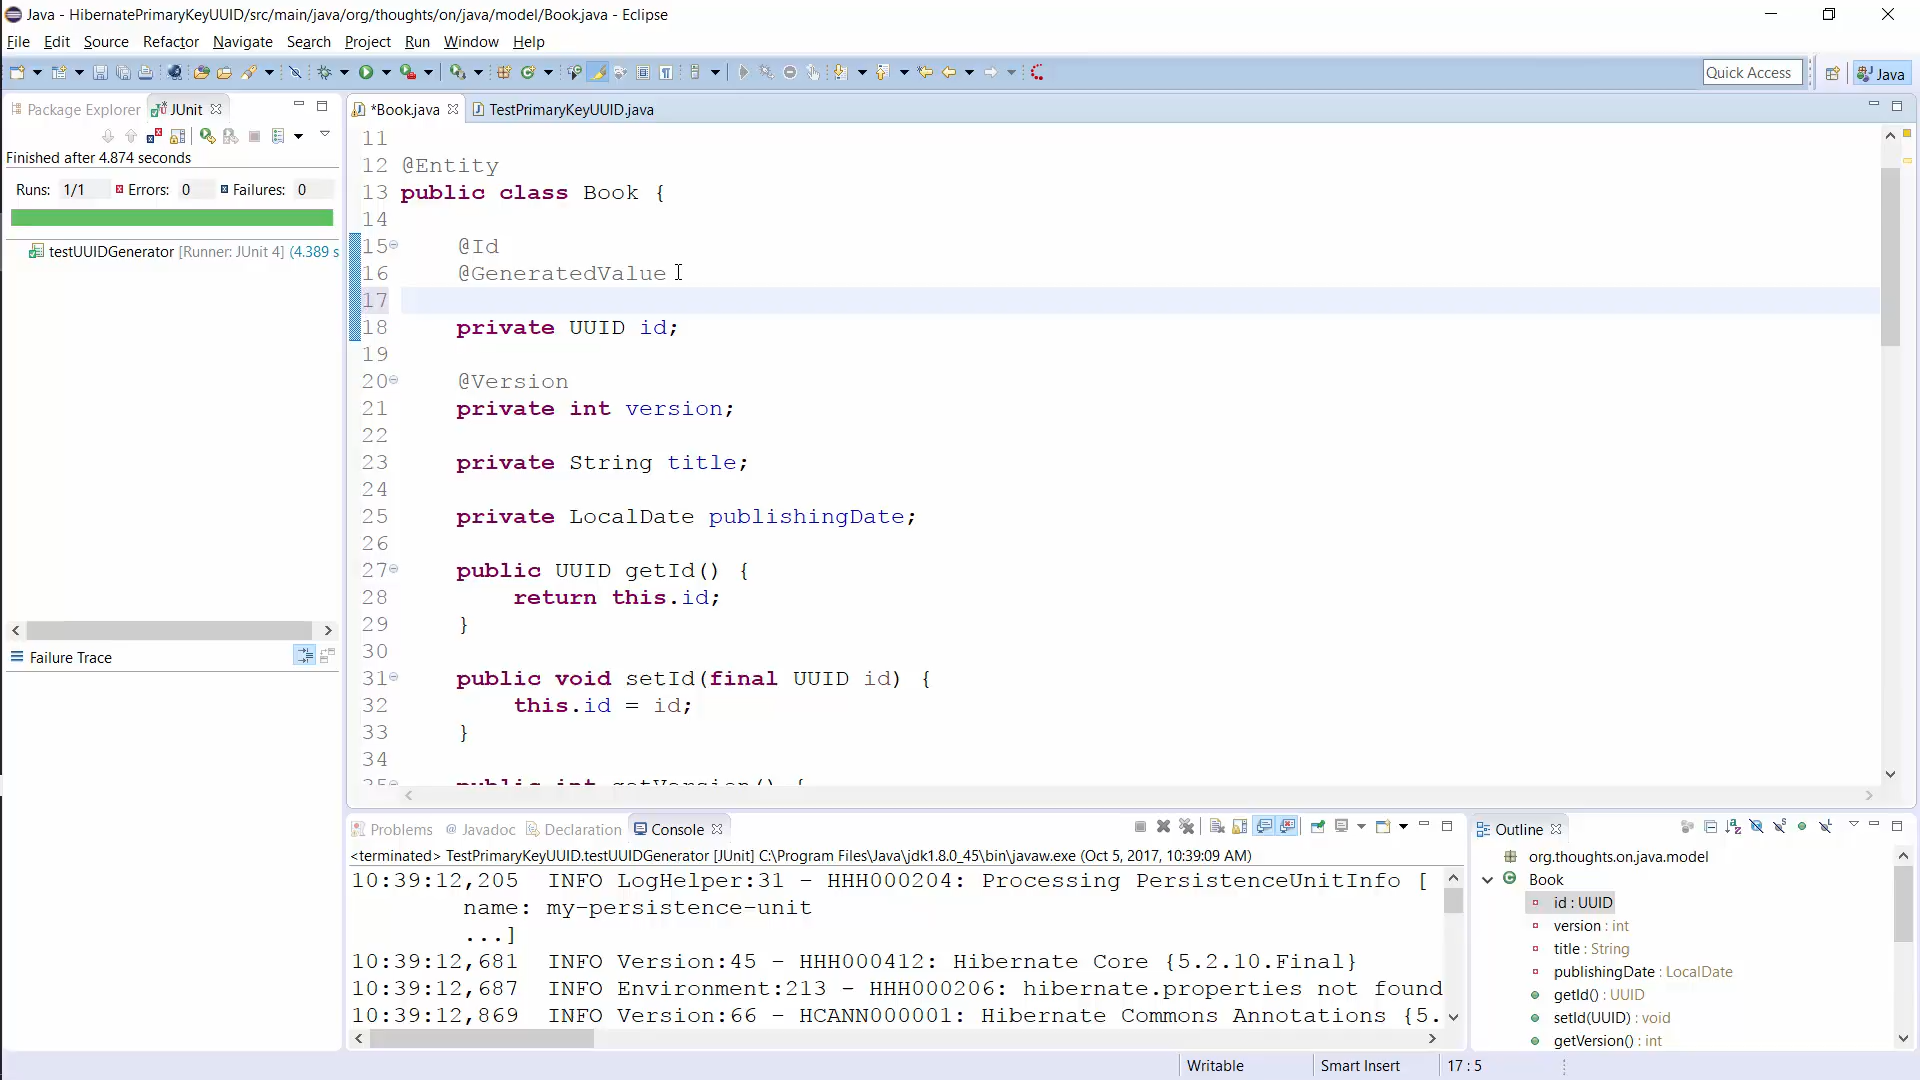 Java - HibernatePrimaryKeyUUID/src/main/java/org/thoughts/on/java/model/Book.java - Eclipse
File Edit Source Refactor Navigate Search Project Run Window Help
Quick Access
Java
Package Explorer
JUnit
*Book.java
TestPrimaryKeyUUID.java
Finished after 4.874 seconds
Runs: 1/1 Errors: 0 Failures: 0
testUUIDGenerator [Runner: JUnit 4] (4.389 s
Failure Trace
11
12 @Entity
13 public class Book {
14
15 @Id
16 @GeneratedValue
17
18 private UUID id;
19
20 @Version
21 private int version;
22
23 private String title;
24
25 private LocalDate publishingDate;
26
27 public UUID getId() {
28 return this.id;
29 }
30
31 public void setId(final UUID id) {
32 this.id = id;
33 }
34
35 public int getVersion() {
Problems @ Javadoc Declaration Console
<terminated> TestPrimaryKeyUUID.testUUIDGenerator [JUnit] C:\Program Files\Java\jdk1.8.0_45\bin\javaw.exe (Oct 5, 2017, 10:39:09 AM)
10:39:12,205 INFO LogHelper:31 - HHH000204: Processing PersistenceUnitInfo [
name: my-persistence-unit
...]
10:39:12,681 INFO Version:45 - HHH000412: Hibernate Core {5.2.10.Final}
10:39:12,687 INFO Environment:213 - HHH000206: hibernate.properties not found
10:39:12,869 INFO Version:66 - HCANN000001: Hibernate Commons Annotations {5.
Outline
org.thoughts.on.java.model
Book
id : UUID
version : int
title : String
publishingDate : LocalDate
getId() : UUID
setId(UUID) : void
getVersion() : int
Writable
Smart Insert
17 : 5